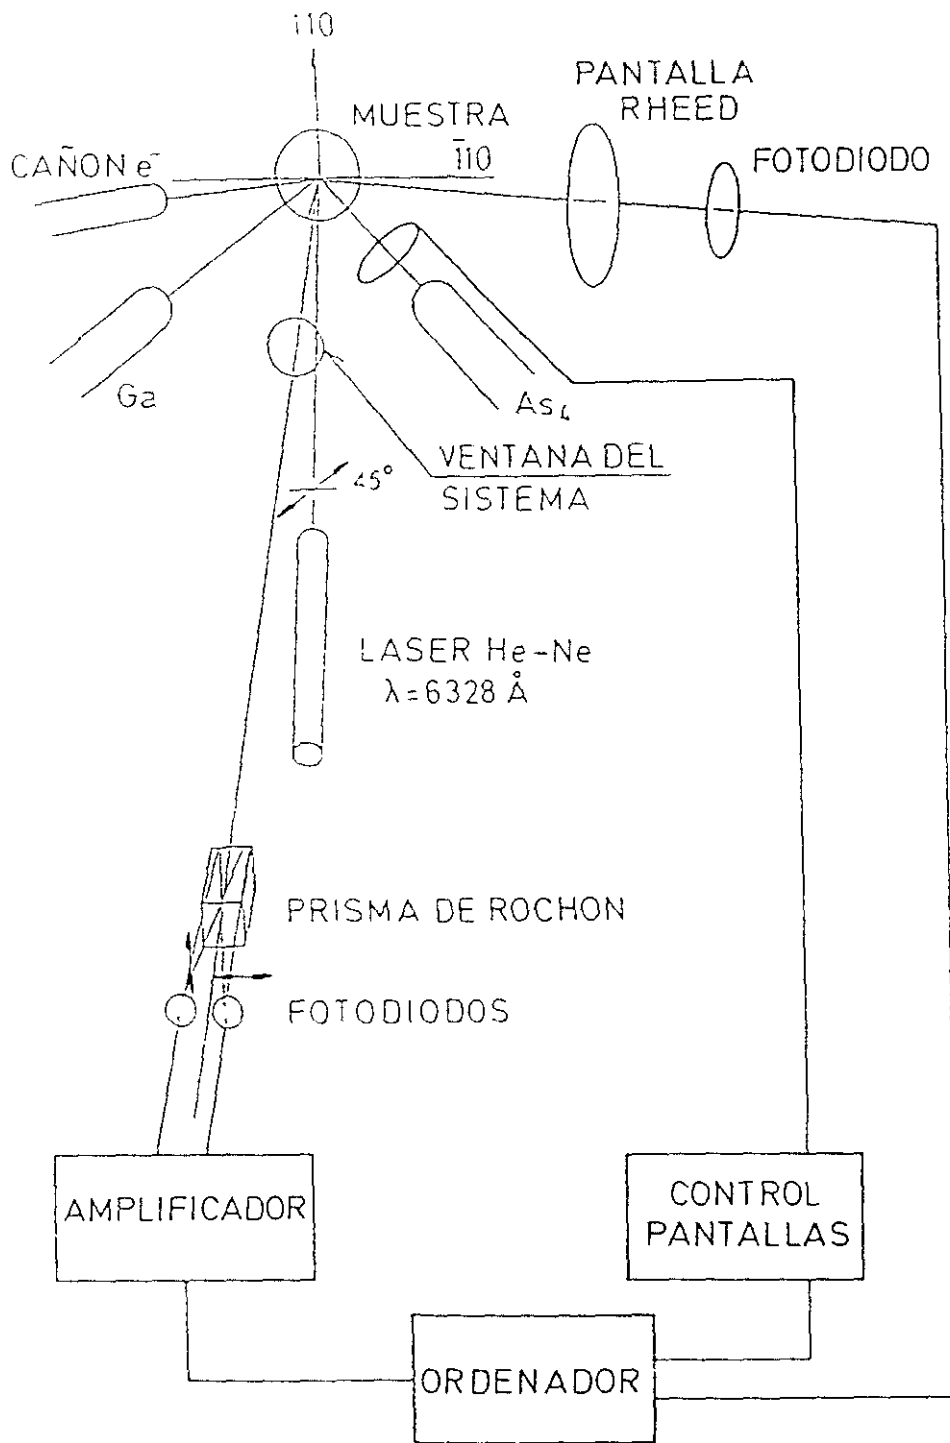 110
PANTALLA
RHEED
MUESTRA
1̄10
FOTODIODO
CAÑON e⁻
Ga
As₄
VENTANA DEL
SISTEMA
45°
LASER He-Ne
λ=6328 Å
PRISMA DE ROCHON
FOTODIODOS
AMPLIFICADOR
CONTROL
PANTALLAS
ORDENADOR